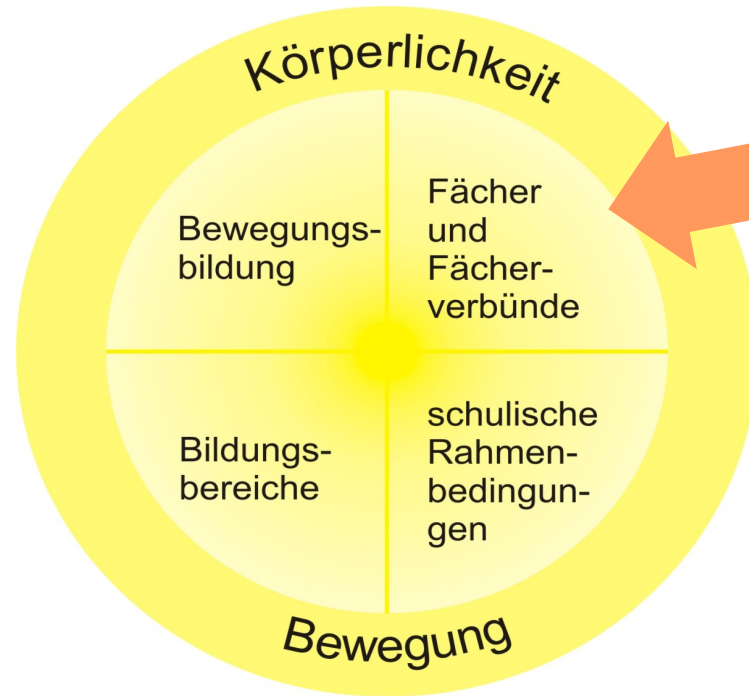 Körperlichkeit
Bewegungs-
bildung
Fächer
und
Fächer-
verbünde
Bildungs-
bereiche
schulische
Rahmen-
bedingun-
gen
Bewegung